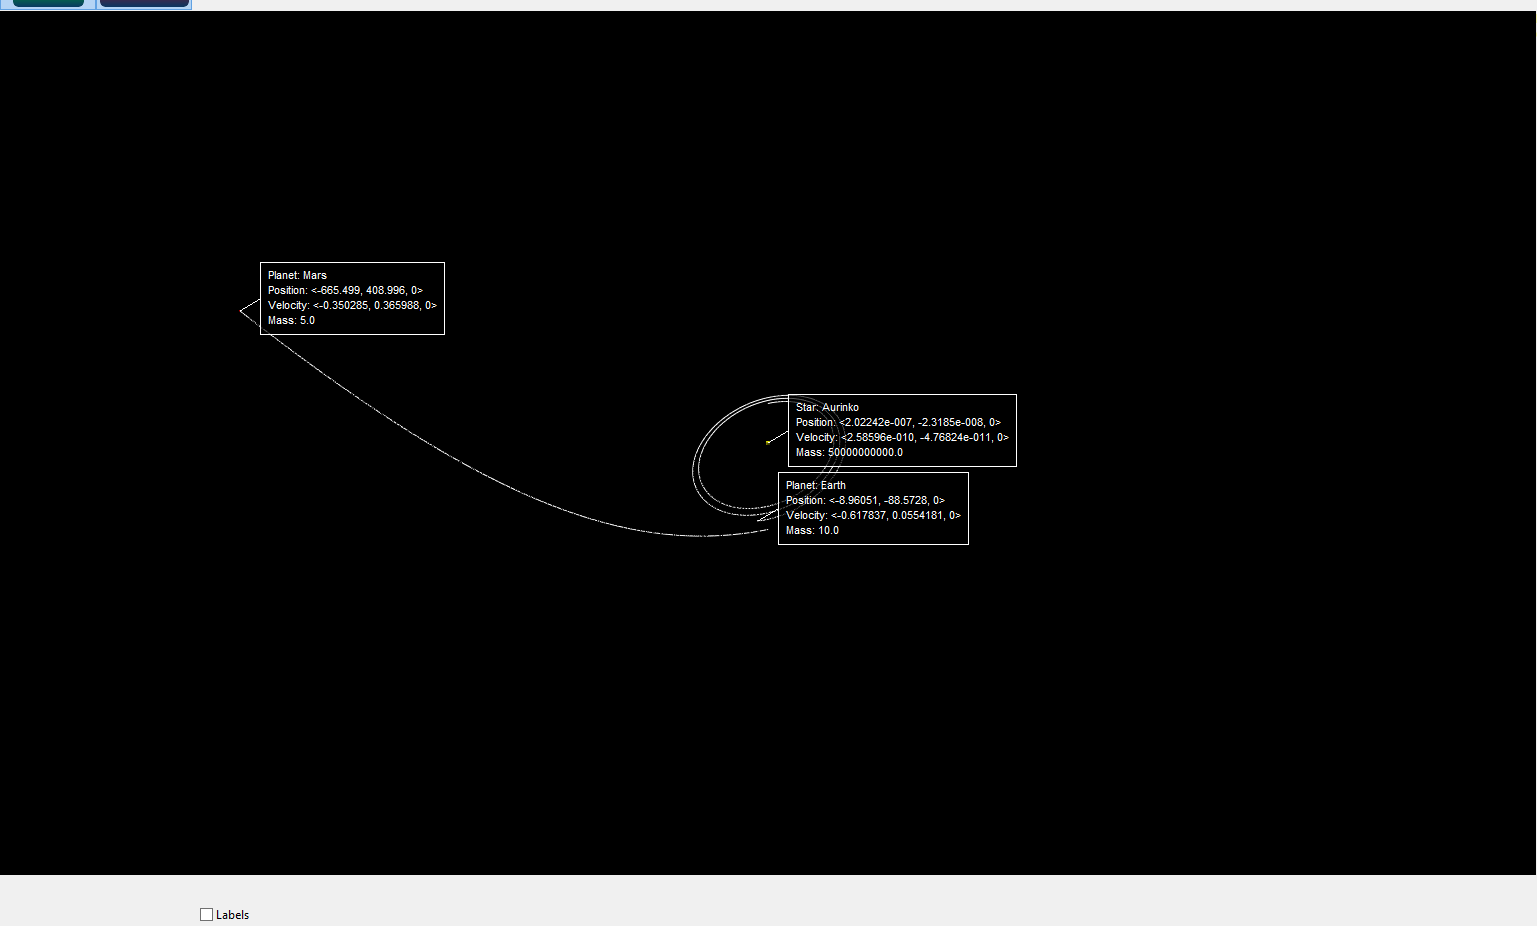 Planet: Mars
Position: <-665.499, 408.996, 0>
Velocity: <-0.350285, 0.365988, 0>
Mass: 5.0
Star: Aurinko
Position: <2.02242e-007, -2.3185e-008, 0>
Velocity: <2.58596e-010, -4.76824e-011, 0>
Mass: 50000000000.0
Planet: Earth
Position: <-8.96051, -88.5728, 0>
Velocity: <-0.617837, 0.0554181, 0>
Mass: 10.0
Labels